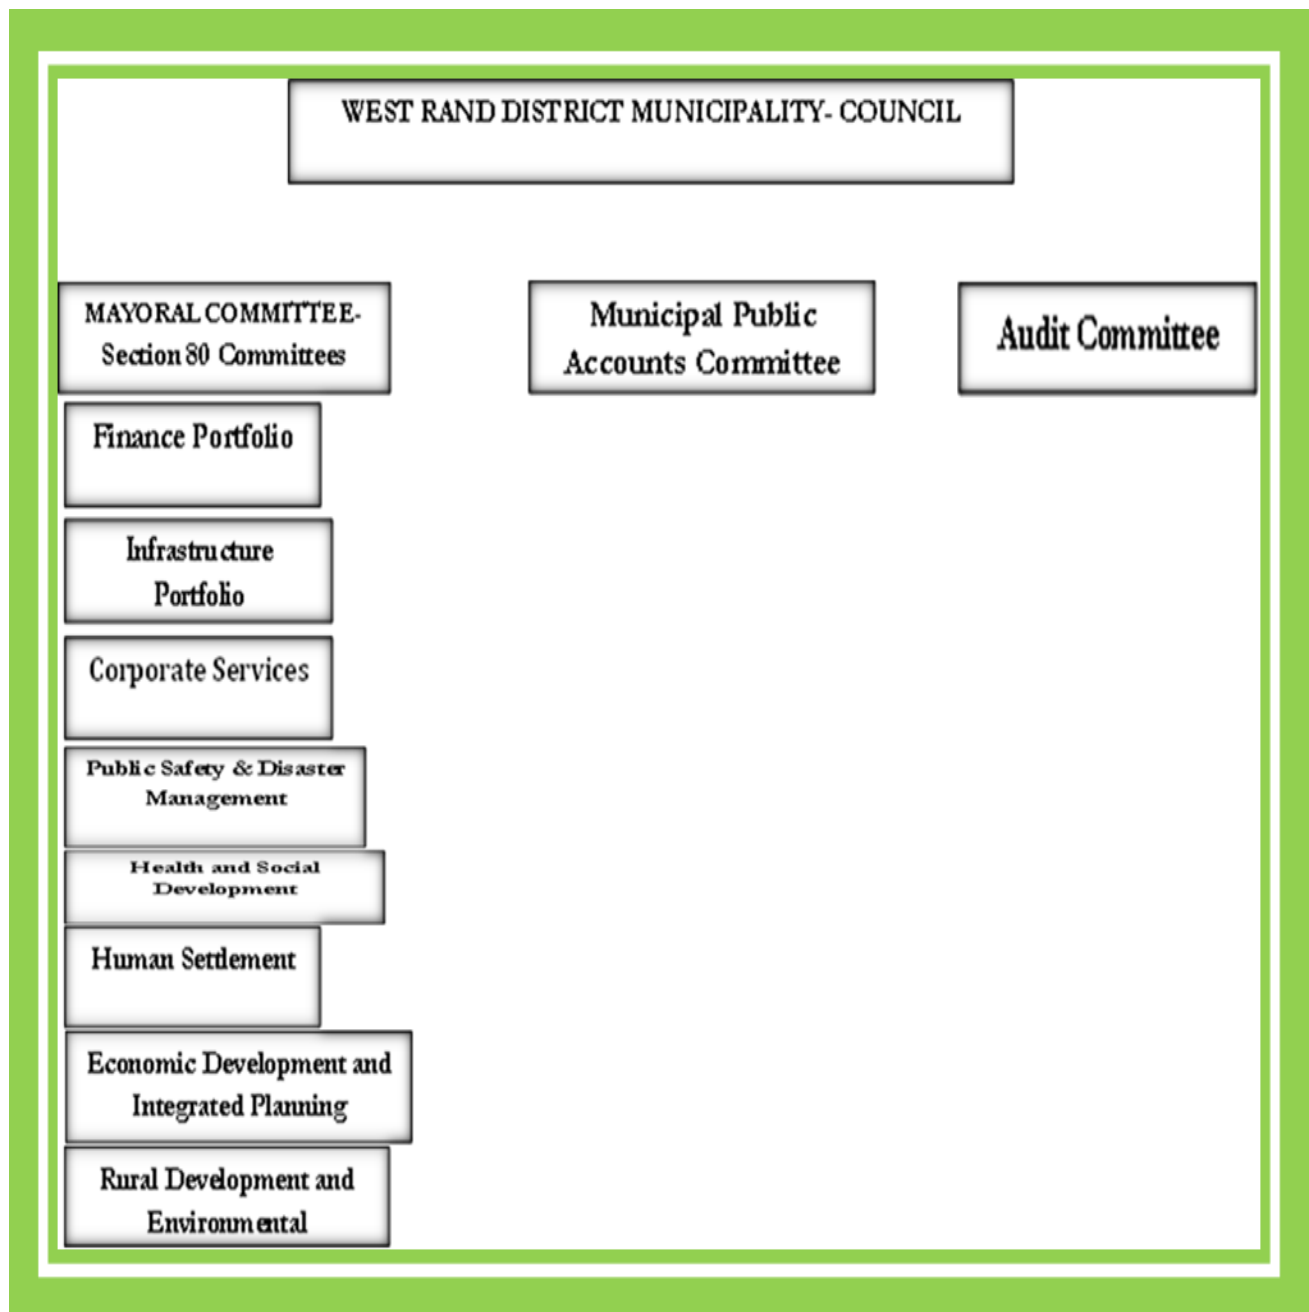 WEST RAND DISTRICT MUNICIPALITY- COUNCIL
MAYORAL COMMITTEE-
Section 80 Committees
Municipal Public
Accounts Committee
Audit Committee
Finance Portfolio
Infrastructure
Portfolio
Corporate Services
Public Safety & Disaster
Management
Health and Social
Development
Human Settlement
Economic Development and
Integrated Planning
Rural Development and
Environmental